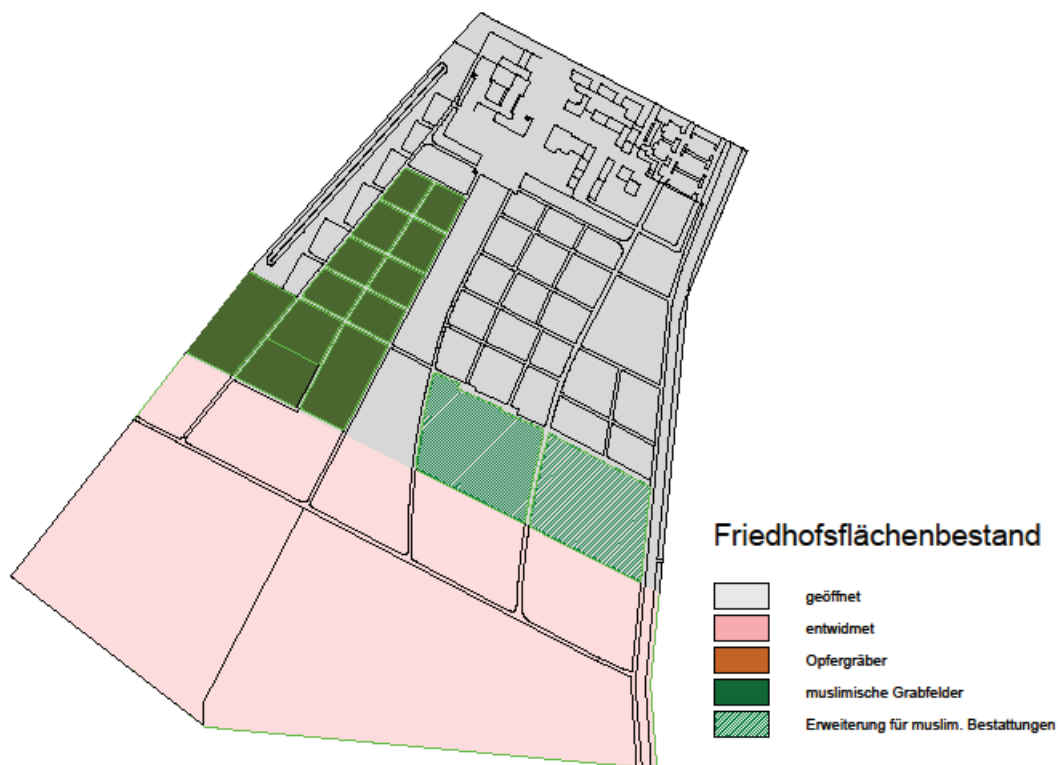 Friedhofsflächenbestand
geöffnet
entwidmet
Opfergräber
muslimische Grabfelder
Erweiterung für muslim. Bestattungen